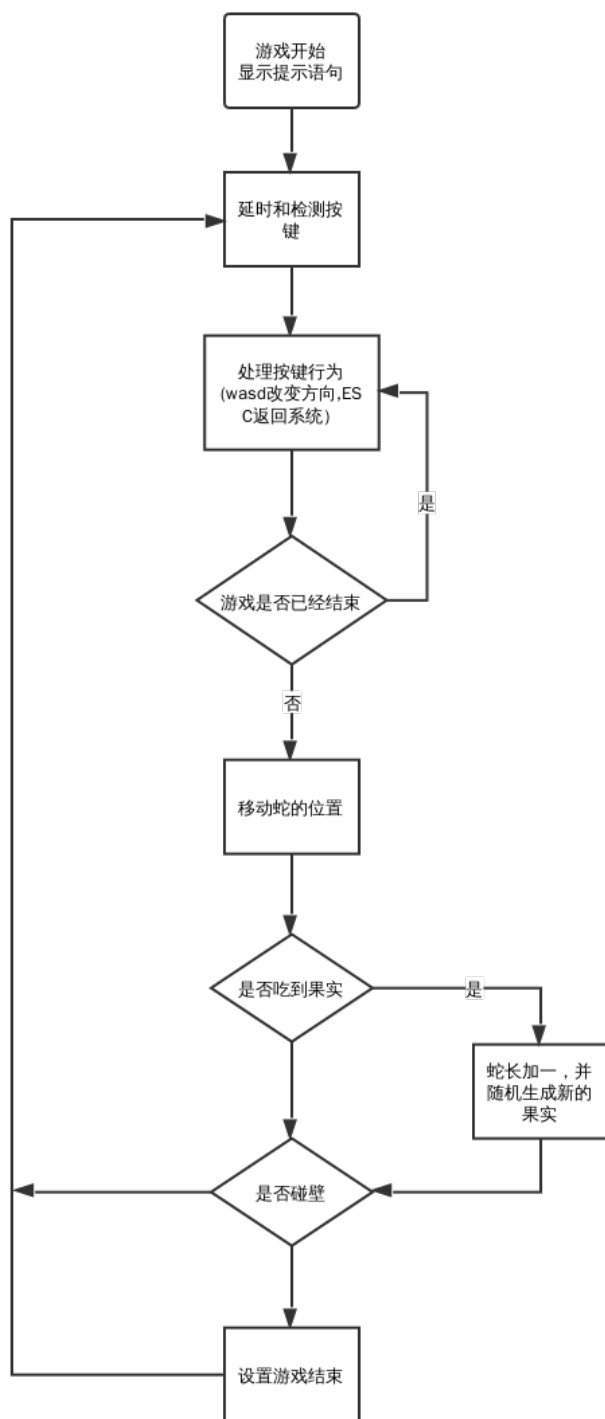 游戏开始
显示提示语句
延时和检测按
键
处理按键行为
(wasd改变方向,ES
C返回系统）
是
游戏是否已经结束
否
移动蛇的位置
是否吃到果实
是
蛇长加一，并
随机生成新的
果实
是否碰壁
设置游戏结束